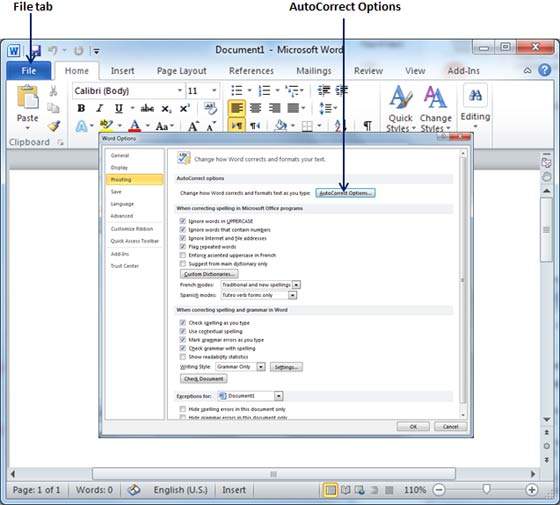 File tab
AutoCorrect Options
Document1 - Microsoft Word
File Home Insert Page Layout References Mailings Review View Add-Ins
Calibri (Body) 11
Paste
B I U abc x₂ x²
Quick Styles Change Styles Editing
Aa A A
Clipboard Styles
Word Options
General
Display
Proofing
Save
Language
Advanced
Customize Ribbon
Quick Access Toolbar
Add-Ins
Trust Center
ABC
Change how Word corrects and formats your text.
AutoCorrect options
Change how Word corrects and formats text as you type: AutoCorrect Options...
When correcting spelling in Microsoft Office programs
Ignore words in UPPERCASE
Ignore words that contain numbers
Ignore Internet and file addresses
Flag repeated words
Enforce accented uppercase in French
Suggest from main dictionary only
Custom Dictionaries...
French modes: Traditional and new spellings
Spanish modes: Tuteo verb forms only
When correcting spelling and grammar in Word
Check spelling as you type
Use contextual spelling
Mark grammar errors as you type
Check grammar with spelling
Show readability statistics
Writing Style: Grammar Only Settings...
Check Document
Exceptions for: Document1
Hide spelling errors in this document only
Hide grammar errors in this document only
OK Cancel
Page: 1 of 1 Words: 0 English (U.S.) Insert 110%